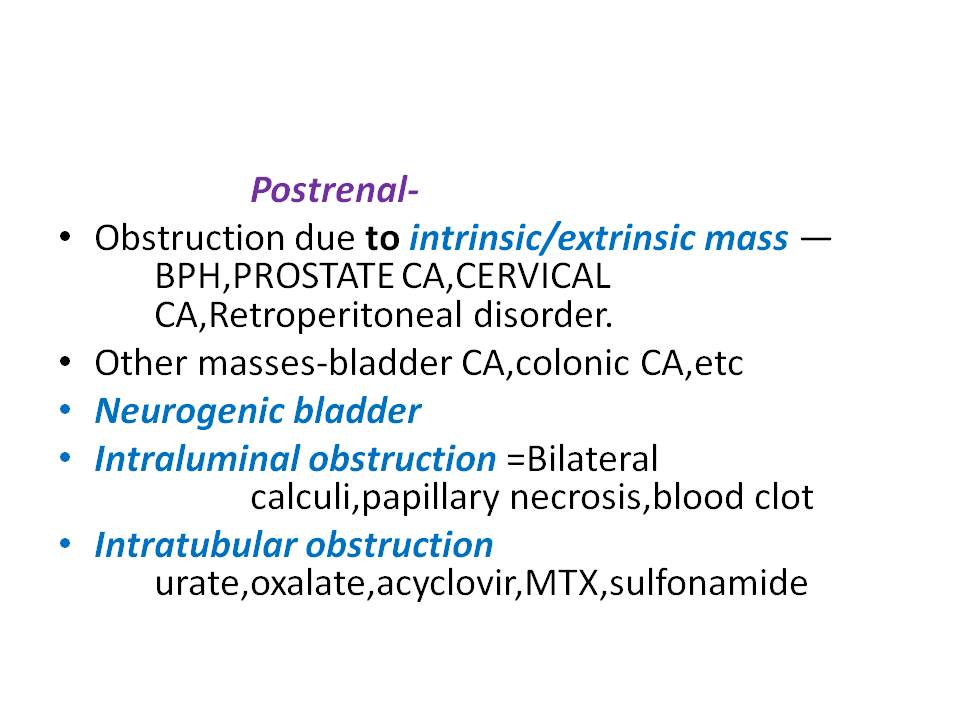 Postrenal-
• Obstruction due to intrinsic/extrinsic mass —
BPH,PROSTATE CA,CERVICAL
CA,Retroperitoneal disorder.
• Other masses-bladder CA,colonic CA,etc
• Neurogenic bladder
• Intraluminal obstruction =Bilateral
calculi,papillary necrosis,blood clot
• Intratubular obstruction
urate,oxalate,acyclovir,MTX,sulfonamide